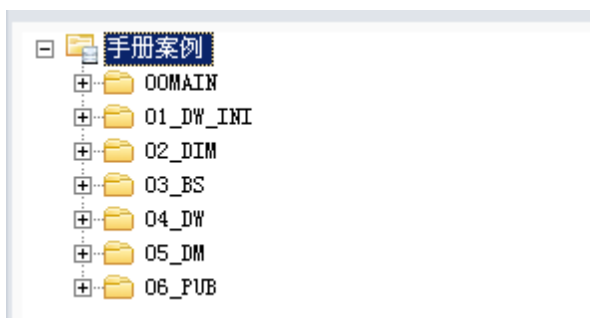 手册案例
00MAIN
01_DW_INI
02_DIM
03_BS
04_DW
05_DM
06_PUB